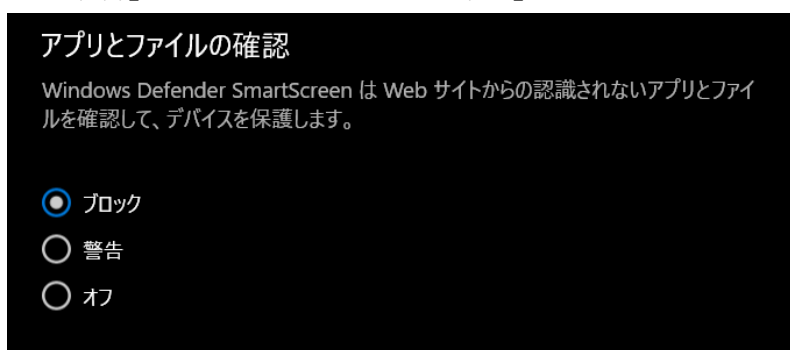 アプリとファイルの確認
Windows Defender SmartScreen は Web サイトからの認識されないアプリとファイ
ルを確認して、デバイスを保護します。
ブロック
警告
オフ